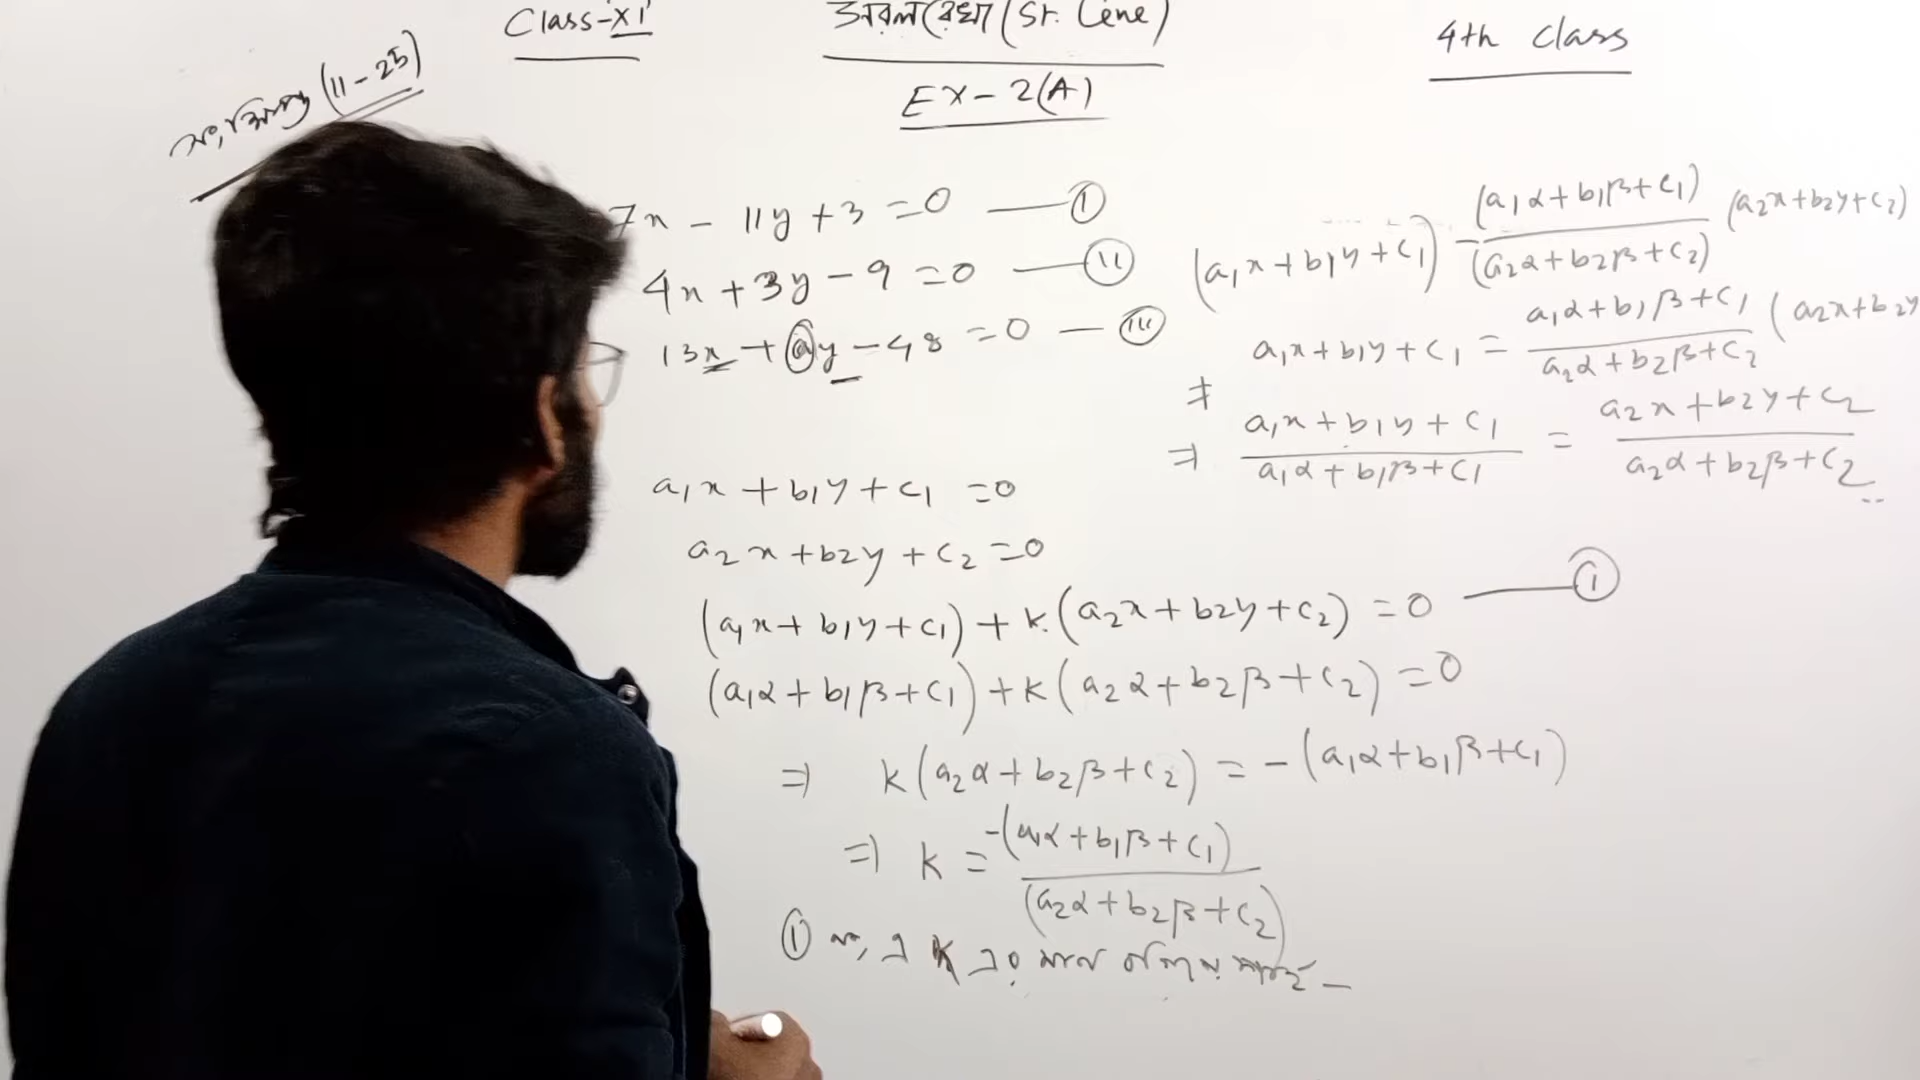 Class-XI
সরলরেখা (St. Line)
4th Class
EX-2(A)
(11-25)
7x - 11y + 3 = 0 — (I)
4x + 3y - 9 = 0 — (II)
13x + ay - 48 = 0 — (III)
a₁x + b₁y + c₁ = 0
a₂x + b₂y + c₂ = 0
(a₁x + b₁y + c₁) + k.(a₂x + b₂y + c₂) = 0 — (1)
(a₁α + b₁β + c₁) + k(a₂α + b₂β + c₂) = 0
⇒ k(a₂α + b₂β + c₂) = -(a₁α + b₁β + c₁)
⇒ k = -(a₁α + b₁β + c₁) / (a₂α + b₂β + c₂)
(1) নং, এ k এর মান বসিয়ে পাই -
(a₁x + b₁y + c₁) - (a₁α + b₁β + c₁) / (a₂α + b₂β + c₂) (a₂x + b₂y + c₂)
⇒ a₁x + b₁y + c₁ = a₁α + b₁β + c₁ / a₂α + b₂β + c₂ (a₂x + b₂y
⇒ a₁x + b₁y + c₁ / a₁α + b₁β + c₁ = a₂x + b₂y + c₂ / a₂α + b₂β + c₂